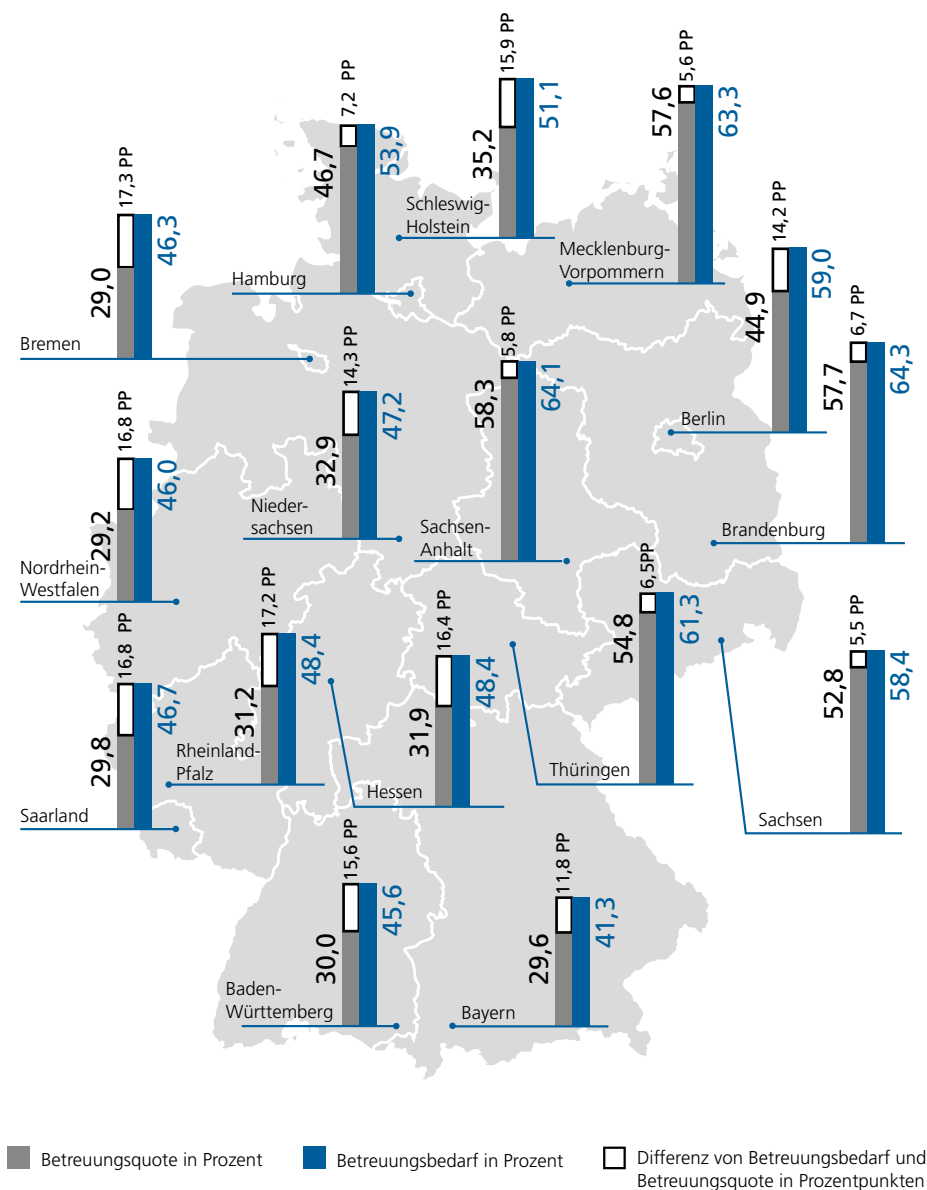 15,9 PP
35,2
51,1
Schleswig-
Holstein
5,6 PP
57,6
63,3
Mecklenburg-
Vorpommern
7,2 PP
46,7
53,9
Hamburg
17,3 PP
29,0
46,3
Bremen
14,2 PP
44,9
59,0
Berlin
6,7 PP
57,7
64,3
Brandenburg
14,3 PP
32,9
47,2
Nieder-
sachsen
5,8 PP
58,3
64,1
Sachsen-
Anhalt
16,8 PP
29,2
46,0
Nordrhein-
Westfalen
17,2 PP
31,2
48,4
Rheinland-
Pfalz
16,4 PP
31,9
48,4
Hessen
6,5PP
54,8
61,3
Thüringen
5,5 PP
52,8
58,4
Sachsen
16,8 PP
29,8
46,7
Saarland
15,6 PP
30,0
45,6
Baden-
Württemberg
11,8 PP
29,6
41,3
Bayern
Betreuungsquote in Prozent
Betreuungsbedarf in Prozent
Differenz von Betreuungsbedarf und
Betreuungsquote in Prozentpunkten